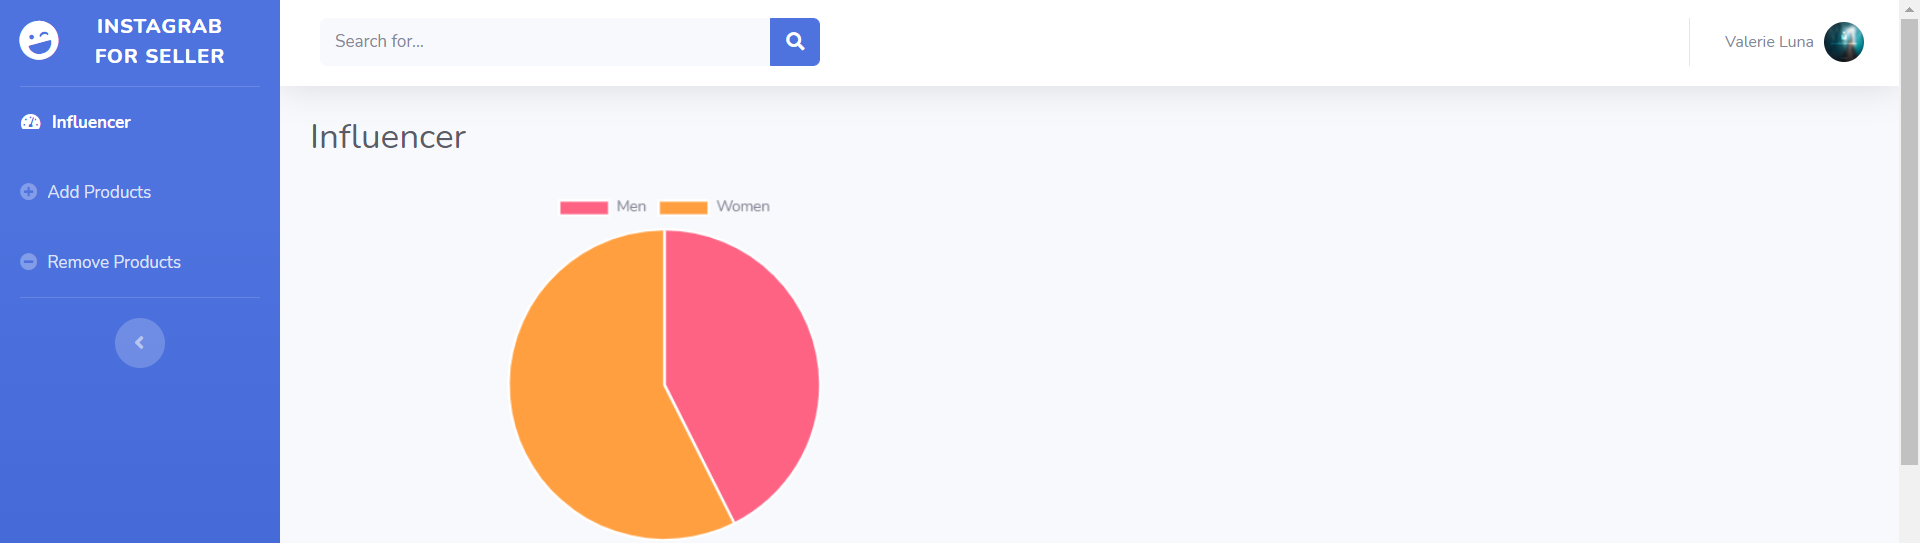 INSTAGRAB
FOR SELLER
Search for...
Valerie Luna
Influencer
Add Products
Remove Products
Influencer
Men
Women